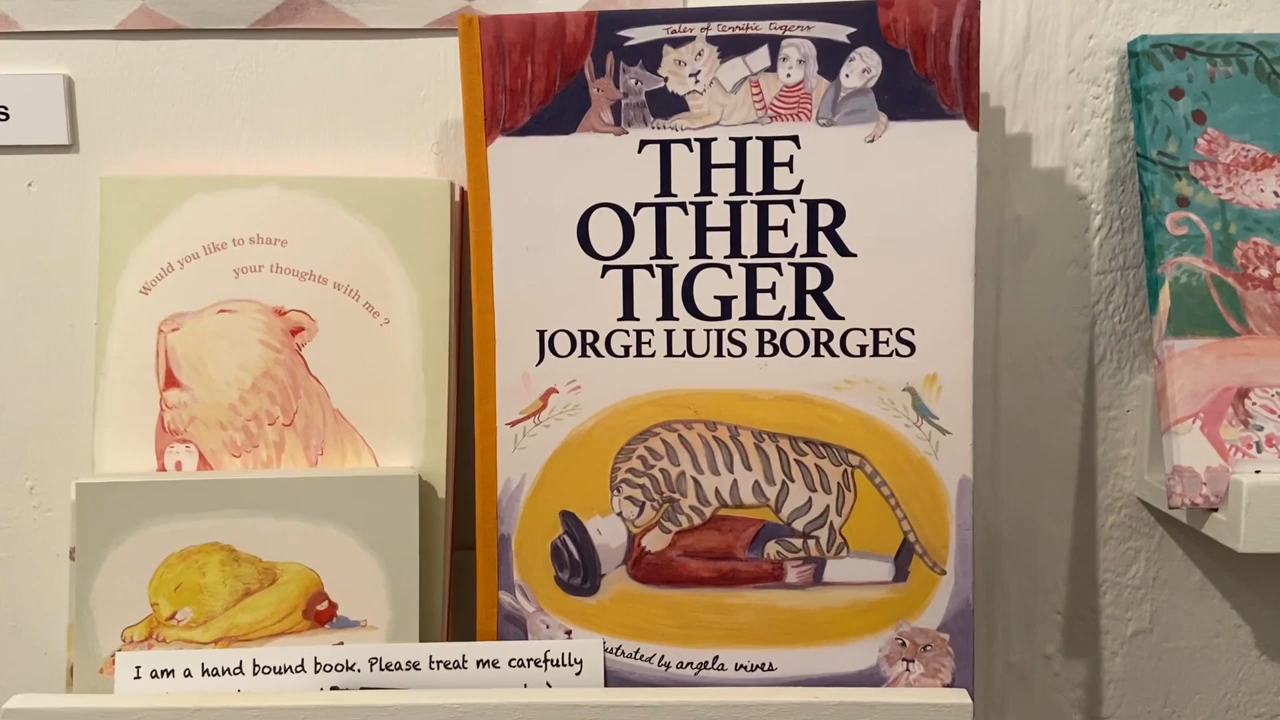 s
Would you like to share
your thoughts with me?
Tales of terrific tigers
THE
OTHER
TIGER
JORGE LUIS BORGES
ustrated by angela vives
I am a hand bound book. Please treat me carefully